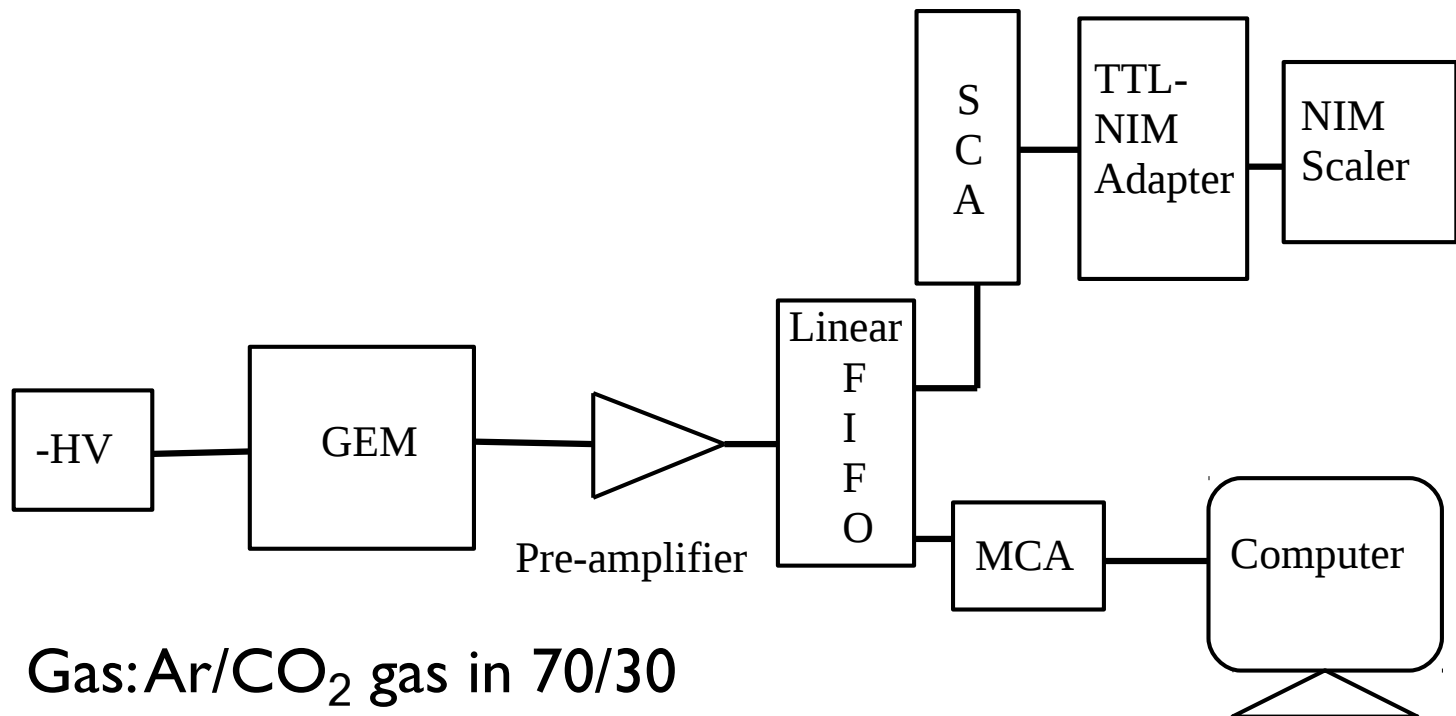 S
C
A
TTL-
NIM
Adapter
NIM
Scaler
Linear
F
I
F
O
-HV
GEM
Pre-amplifier
MCA
Computer
Gas: Ar/CO₂ gas in 70/30